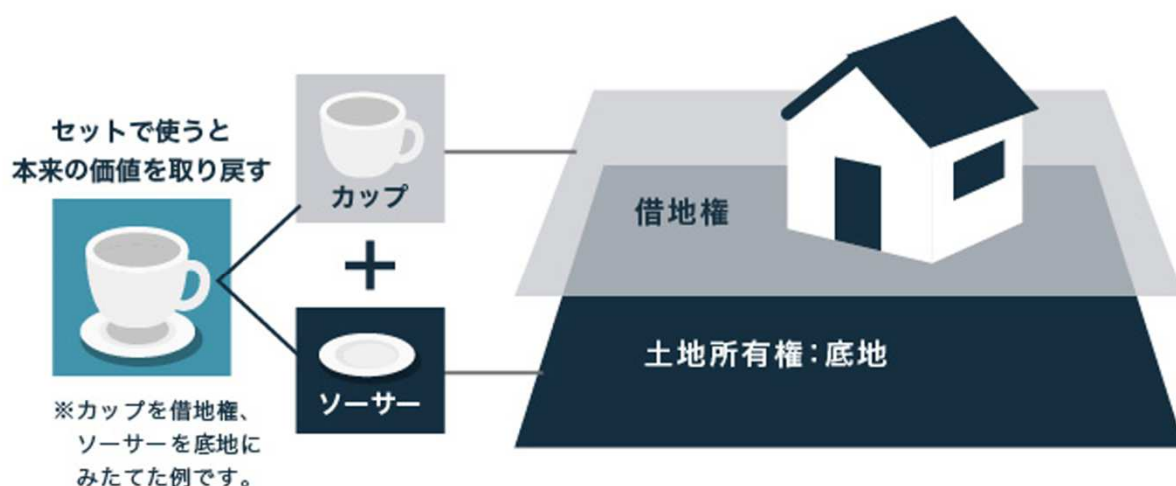 セットで使うと
本来の価値を取り戻す
カップ
+
ソーサー
※カップを借地権、
ソーサーを底地に
みたてた例です。
借地権
土地所有権：底地